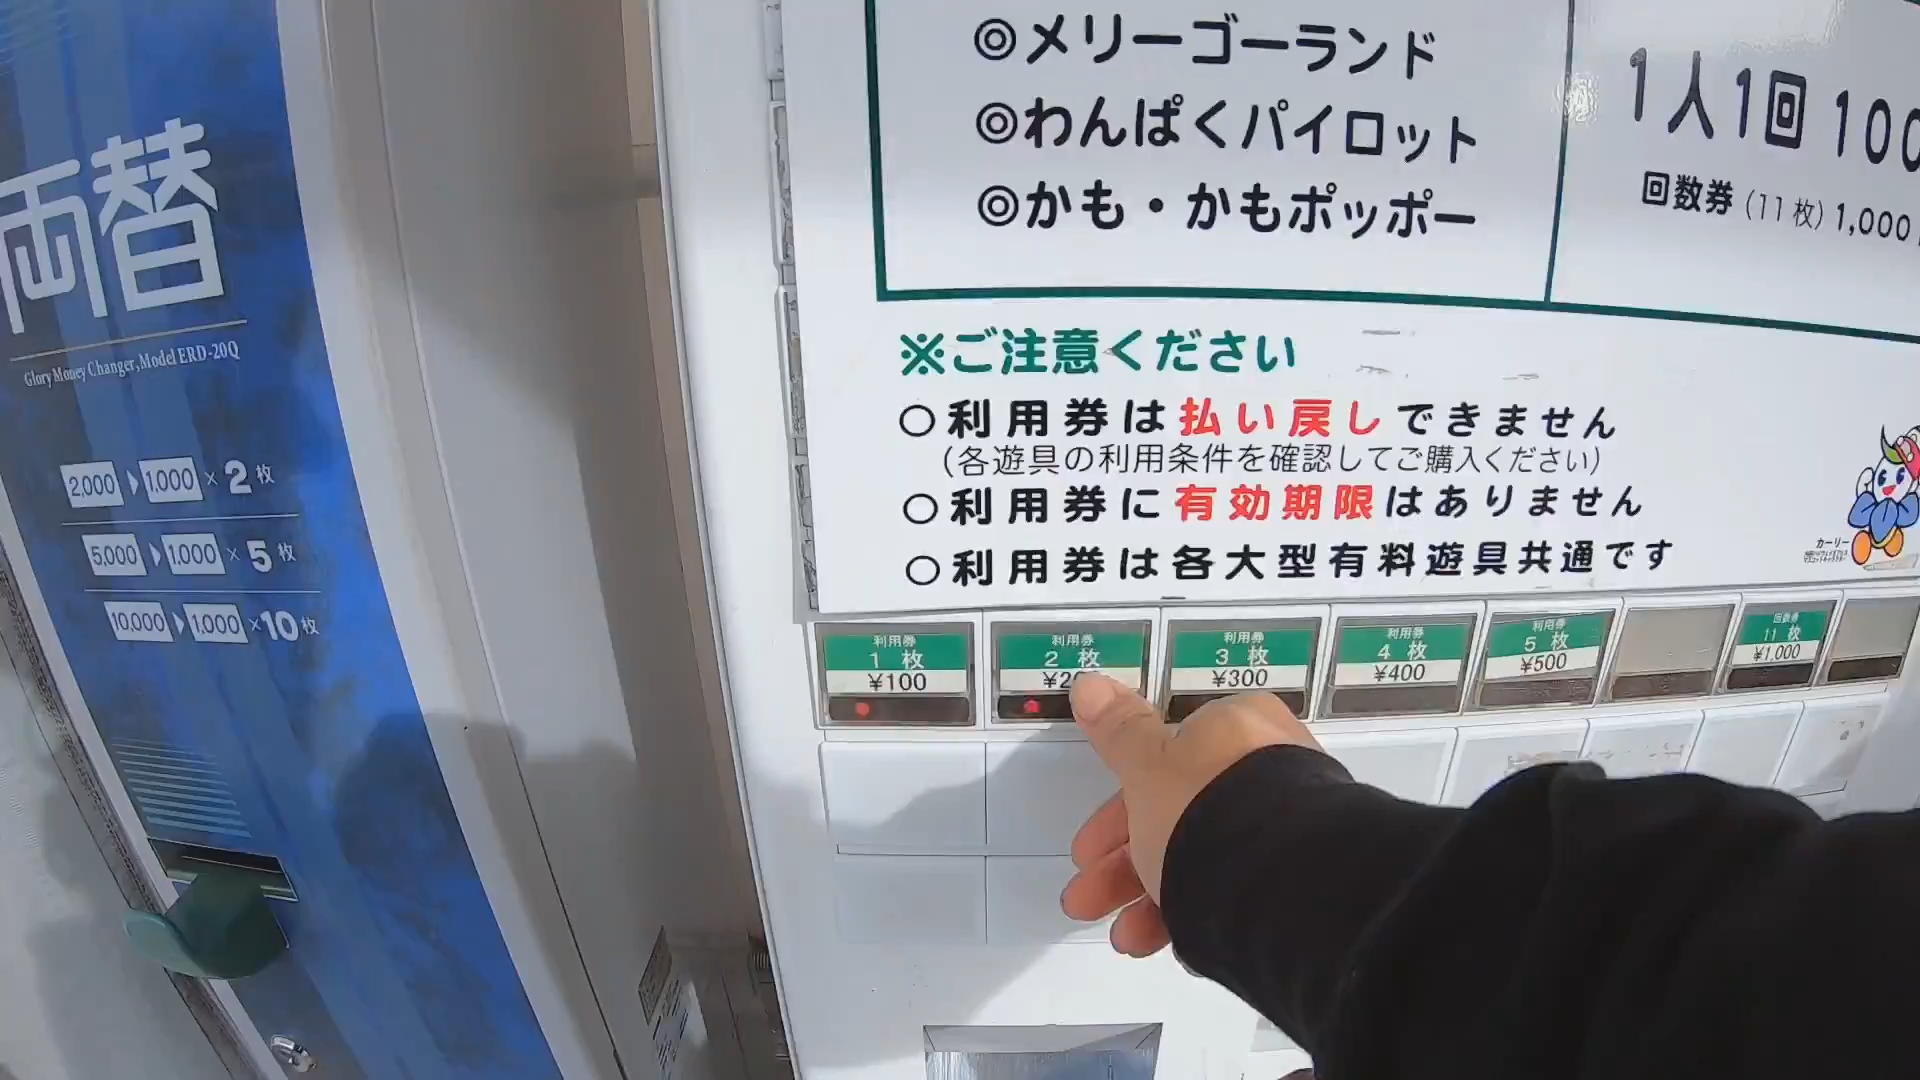 両替
Glory Money Changer, Model ERD-20Q
2,000 1,000 × 2枚
5,000 1,000 × 5枚
10,000 1,000 ×10枚
◎メリーゴーランド
◎わんぱくパイロット
◎かも・かもポッポー
1人1回 100
回数券 (11枚) 1,000
※ご注意ください
○利用券は払い戻しできません
(各遊具の利用条件を確認してご購入ください)
○利用券に有効期限はありません
○利用券は各大型有料遊具共通です
カーリー
利用券
1 枚
¥100
利用券
2 枚
利用券
3 枚
¥300
利用券
4 枚
¥400
利用券
5 枚
¥500
回数券
11 枚
¥1,000